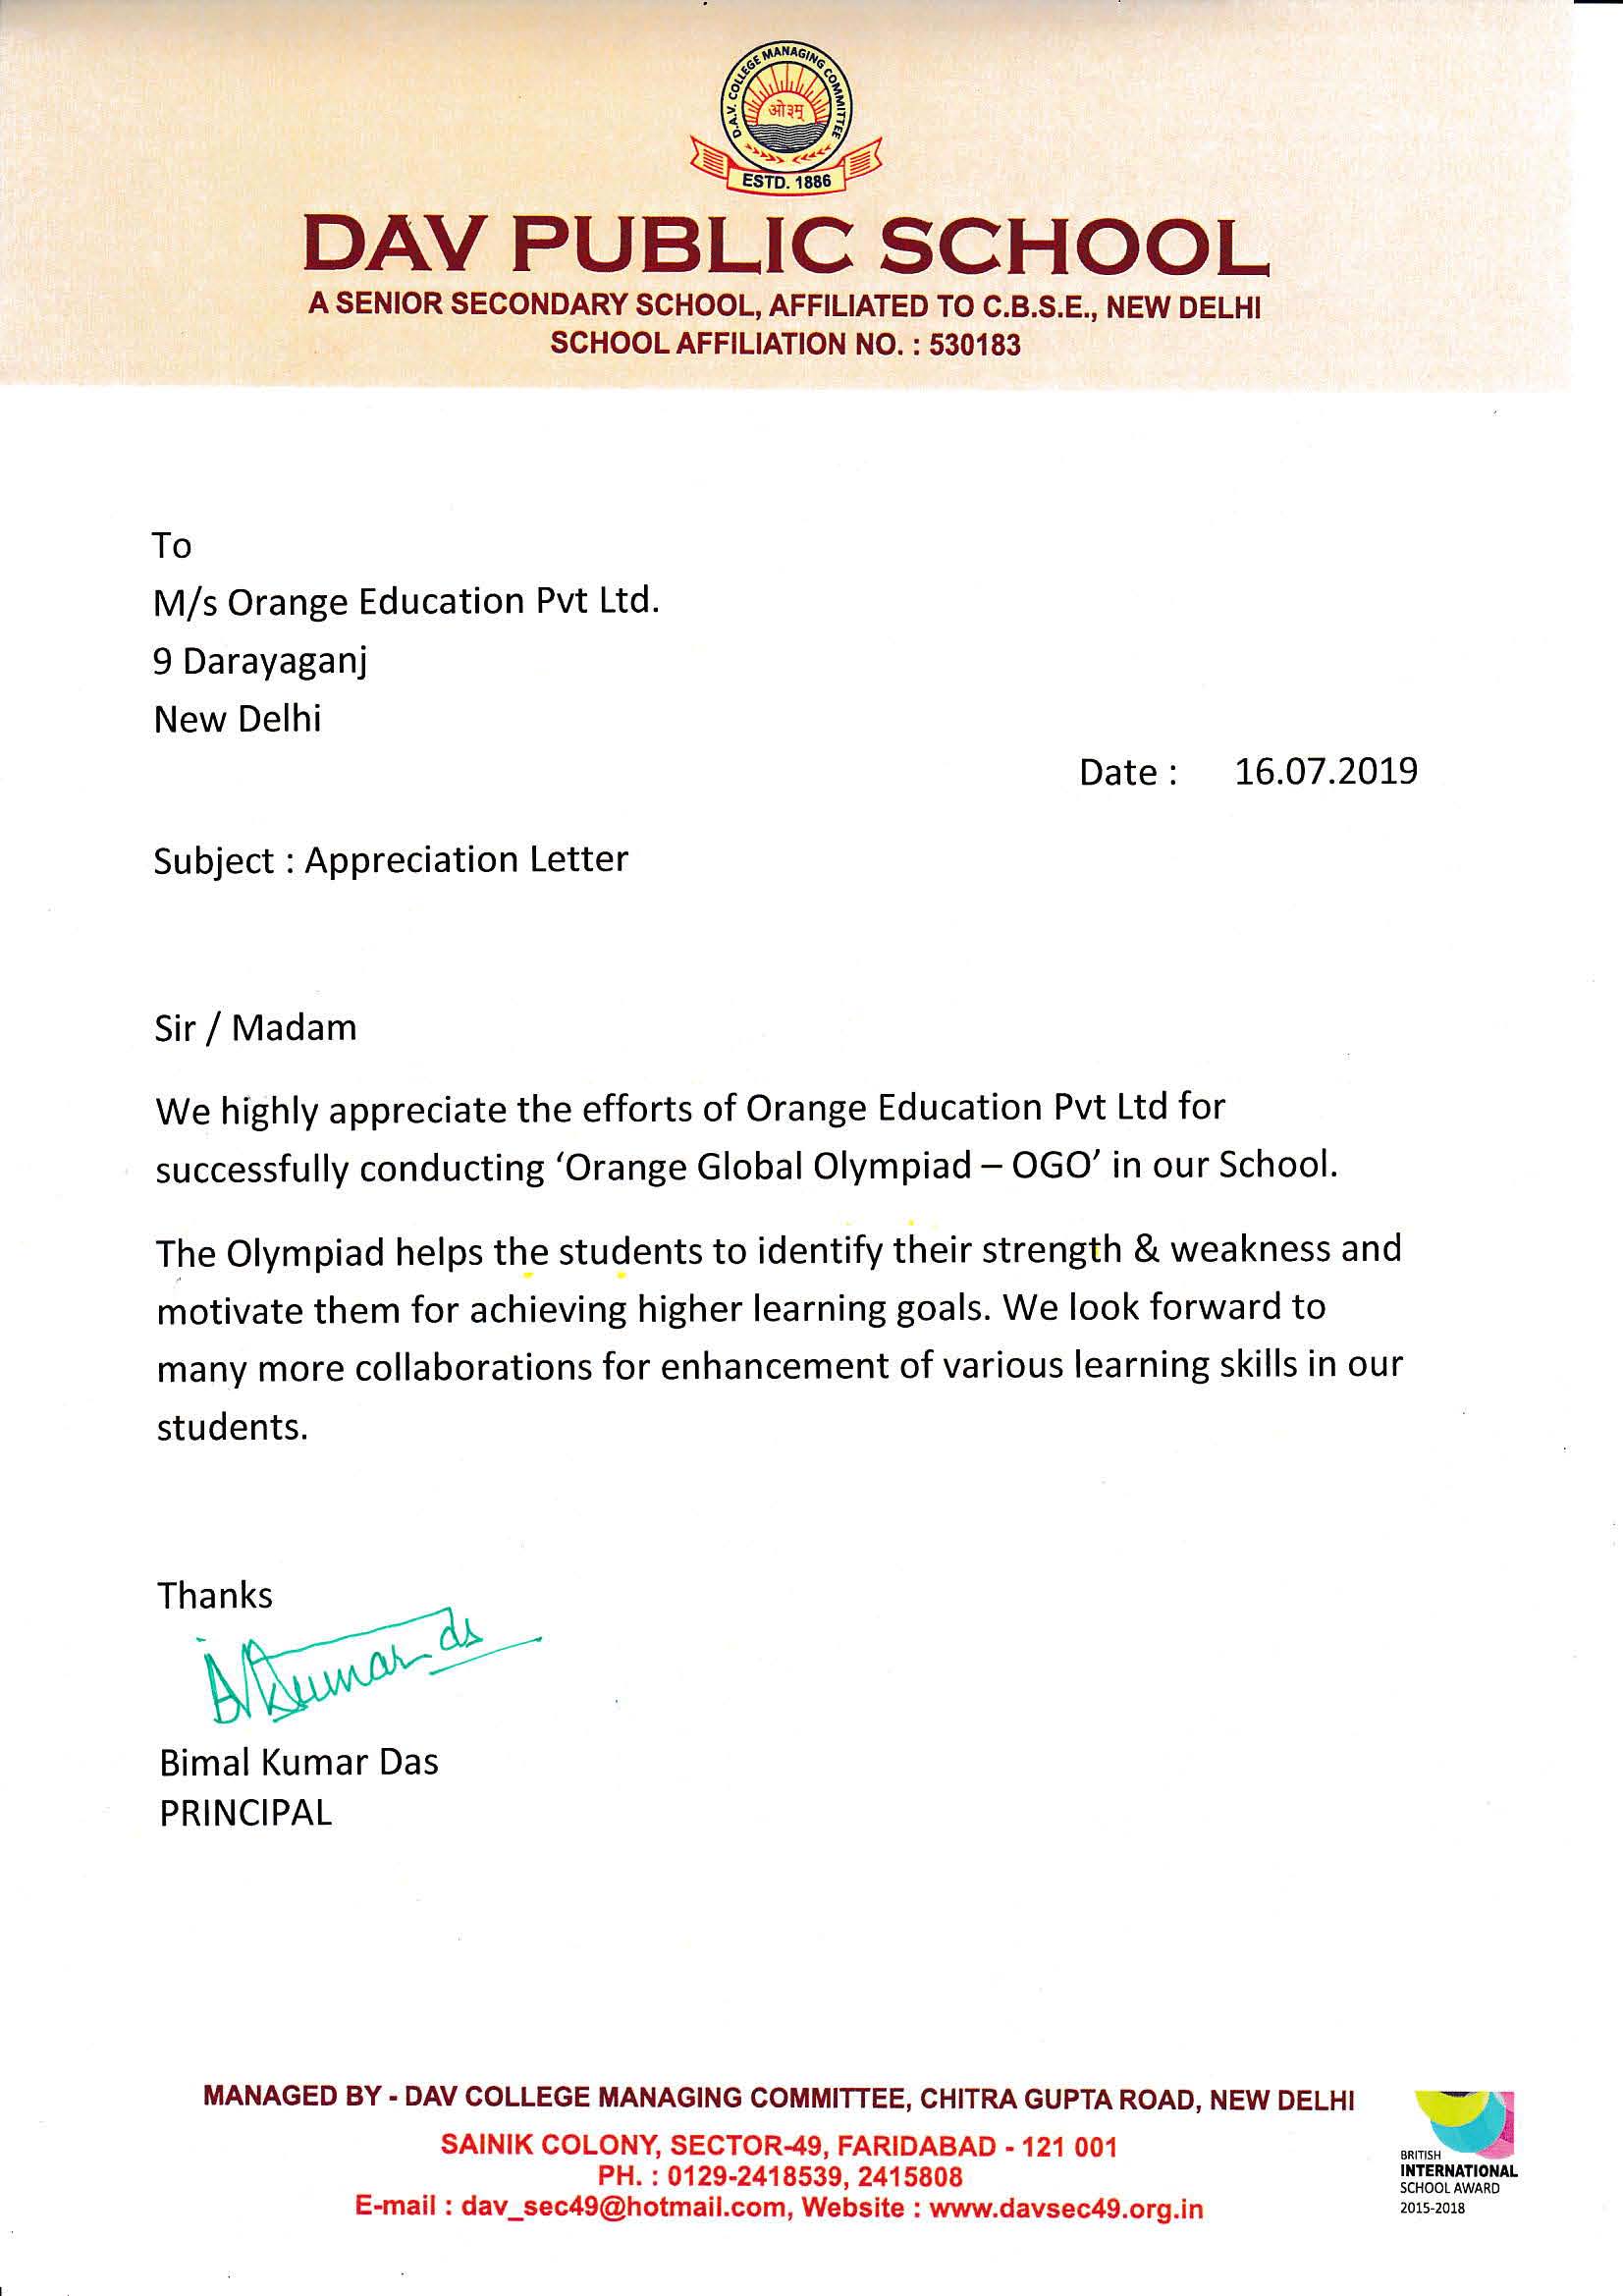 D.A.V. COLLEGE MANAGING COMMITTEE
ओ३म्
ESTD. 1886
DAV PUBLIC SCHOOL
A SENIOR SECONDARY SCHOOL, AFFILIATED TO C.B.S.E., NEW DELHI
SCHOOL AFFILIATION NO. : 530183
To
M/s Orange Education Pvt Ltd.
9 Darayaganj
New Delhi
Date : 16.07.2019
Subject : Appreciation Letter
Sir / Madam
We highly appreciate the efforts of Orange Education Pvt Ltd for
successfully conducting ‘Orange Global Olympiad – OGO’ in our School.
The Olympiad helps the students to identify their strength & weakness and
motivate them for achieving higher learning goals. We look forward to
many more collaborations for enhancement of various learning skills in our
students.
Thanks
BKumar das
Bimal Kumar Das
PRINCIPAL
MANAGED BY - DAV COLLEGE MANAGING COMMITTEE, CHITRA GUPTA ROAD, NEW DELHI
SAINIK COLONY, SECTOR-49, FARIDABAD - 121 001
PH. : 0129-2418539, 2415808
E-mail : dav_sec49@hotmail.com, Website : www.davsec49.org.in
BRITISH
INTERNATIONAL
SCHOOL AWARD
2015-2018